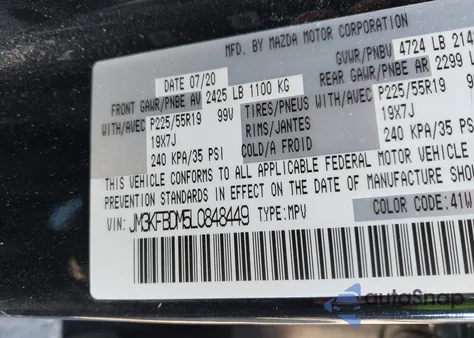 MFD. BY MAZDA MOTOR CORPORATION
DATE 07/20 GVWR/PNBV 4724 LB
FRONT GAWR/PNBE AV 2425 LB 1100 KG REAR GAWR/PNBE AR 2299
WITH/AVEC P225/55R19 99V TIRES/PNEUS WITH/AVEC P225/55R19
19X7J RIMS/JANTES 19X7J
240 KPA/35 PSI COLD/A FROID 240 KPA/35 PSI
THIS VEHICLE CONFORMS TO ALL APPLICABLE FEDERAL MOTOR VEHICLE
PREVENTION STANDARDS IN EFFECT ON THE DATE OF MANUFACTURE
VIN: JM3KFBDM5L0848449 TYPE: MPV COLOR CODE: 41W
autoSnap